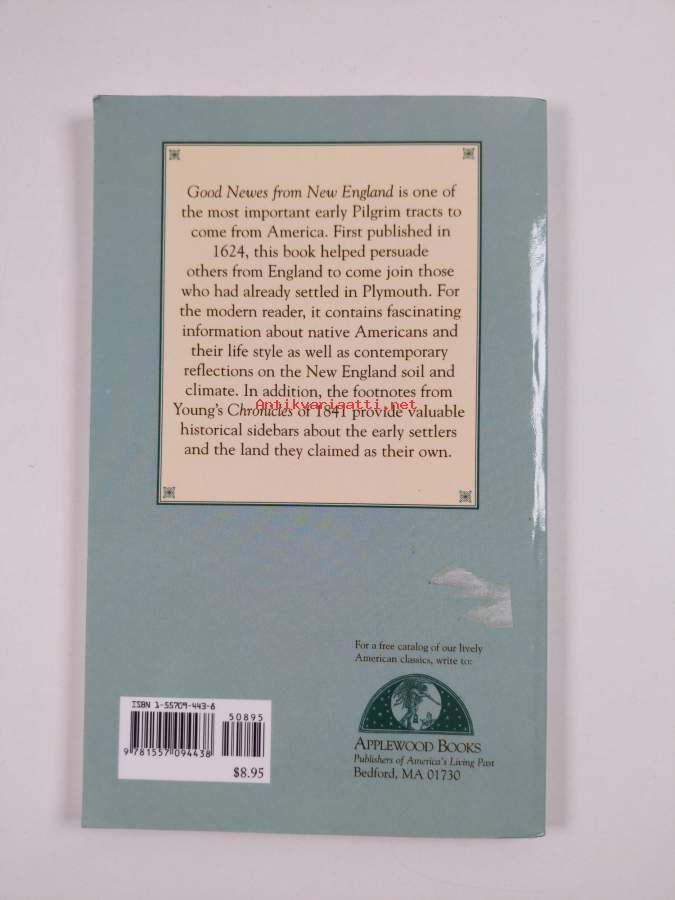 Good Newes from New England is one of
the most important early Pilgrim tracts to
come from America. First published in
1624, this book helped persuade
others from England to come join those
who had already settled in Plymouth. For
the modern reader, it contains fascinating
information about native Americans and
their life style as well as contemporary
reflections on the New England soil and
climate. In addition, the footnotes from
Antikvariaatti.net
Young's Chronicles of 1841 provide valuable
historical sidebars about the early settlers
and the land they claimed as their own.
For a free catalog of our lively
American classics, write to:
APPLEWOOD BOOKS
Publishers of America's Living Past
Bedford, MA 01730
ISBN 1-55709-443-6
50895
9 781557 094438
$8.95